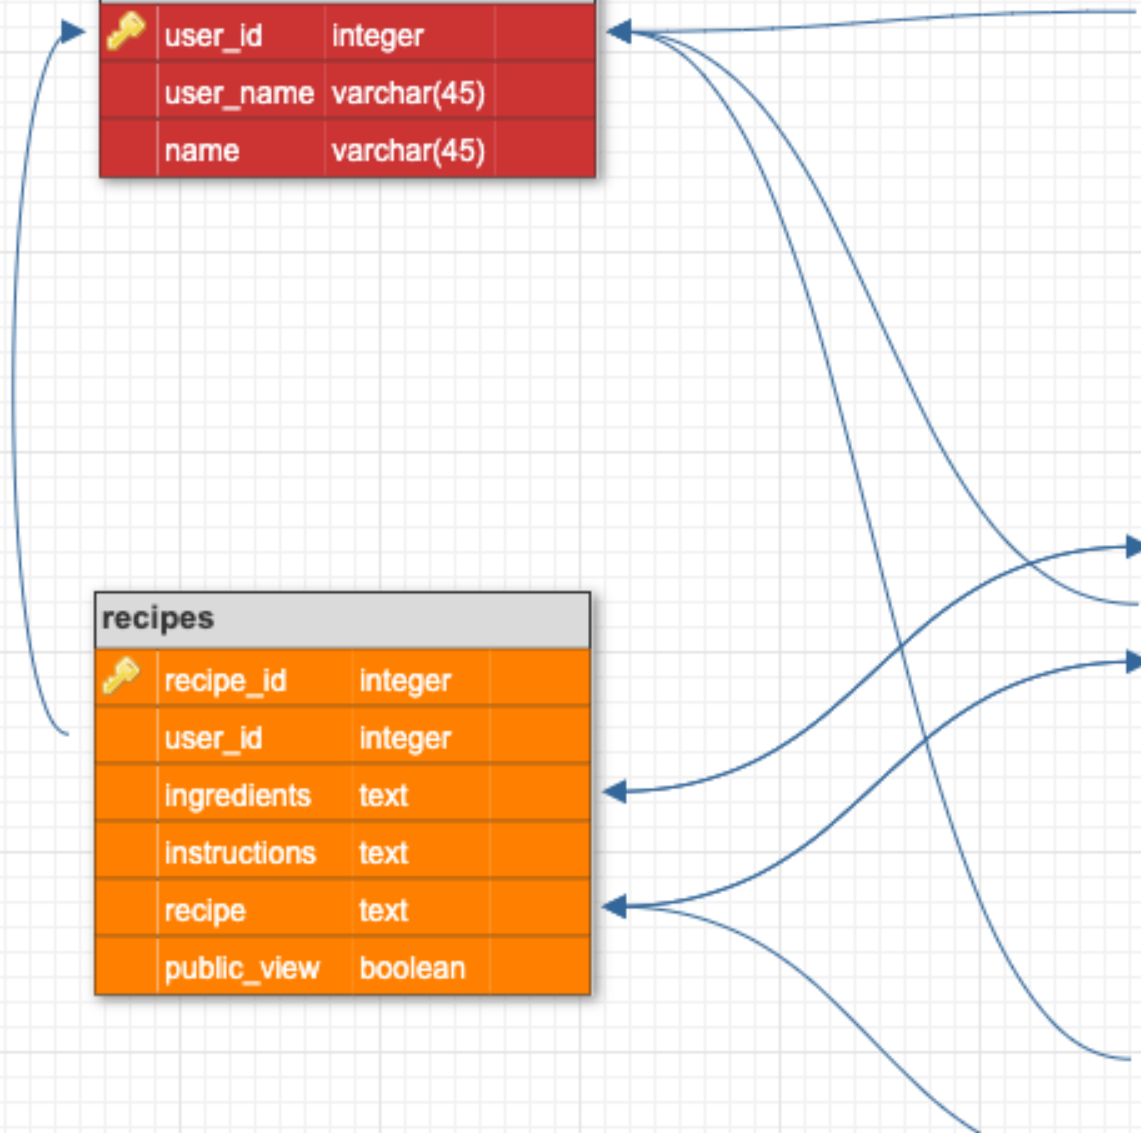 user_id integer
user_name varchar(45)
name varchar(45)
recipes
recipe_id integer
user_id integer
ingredients text
instructions text
recipe text
public_view boolean